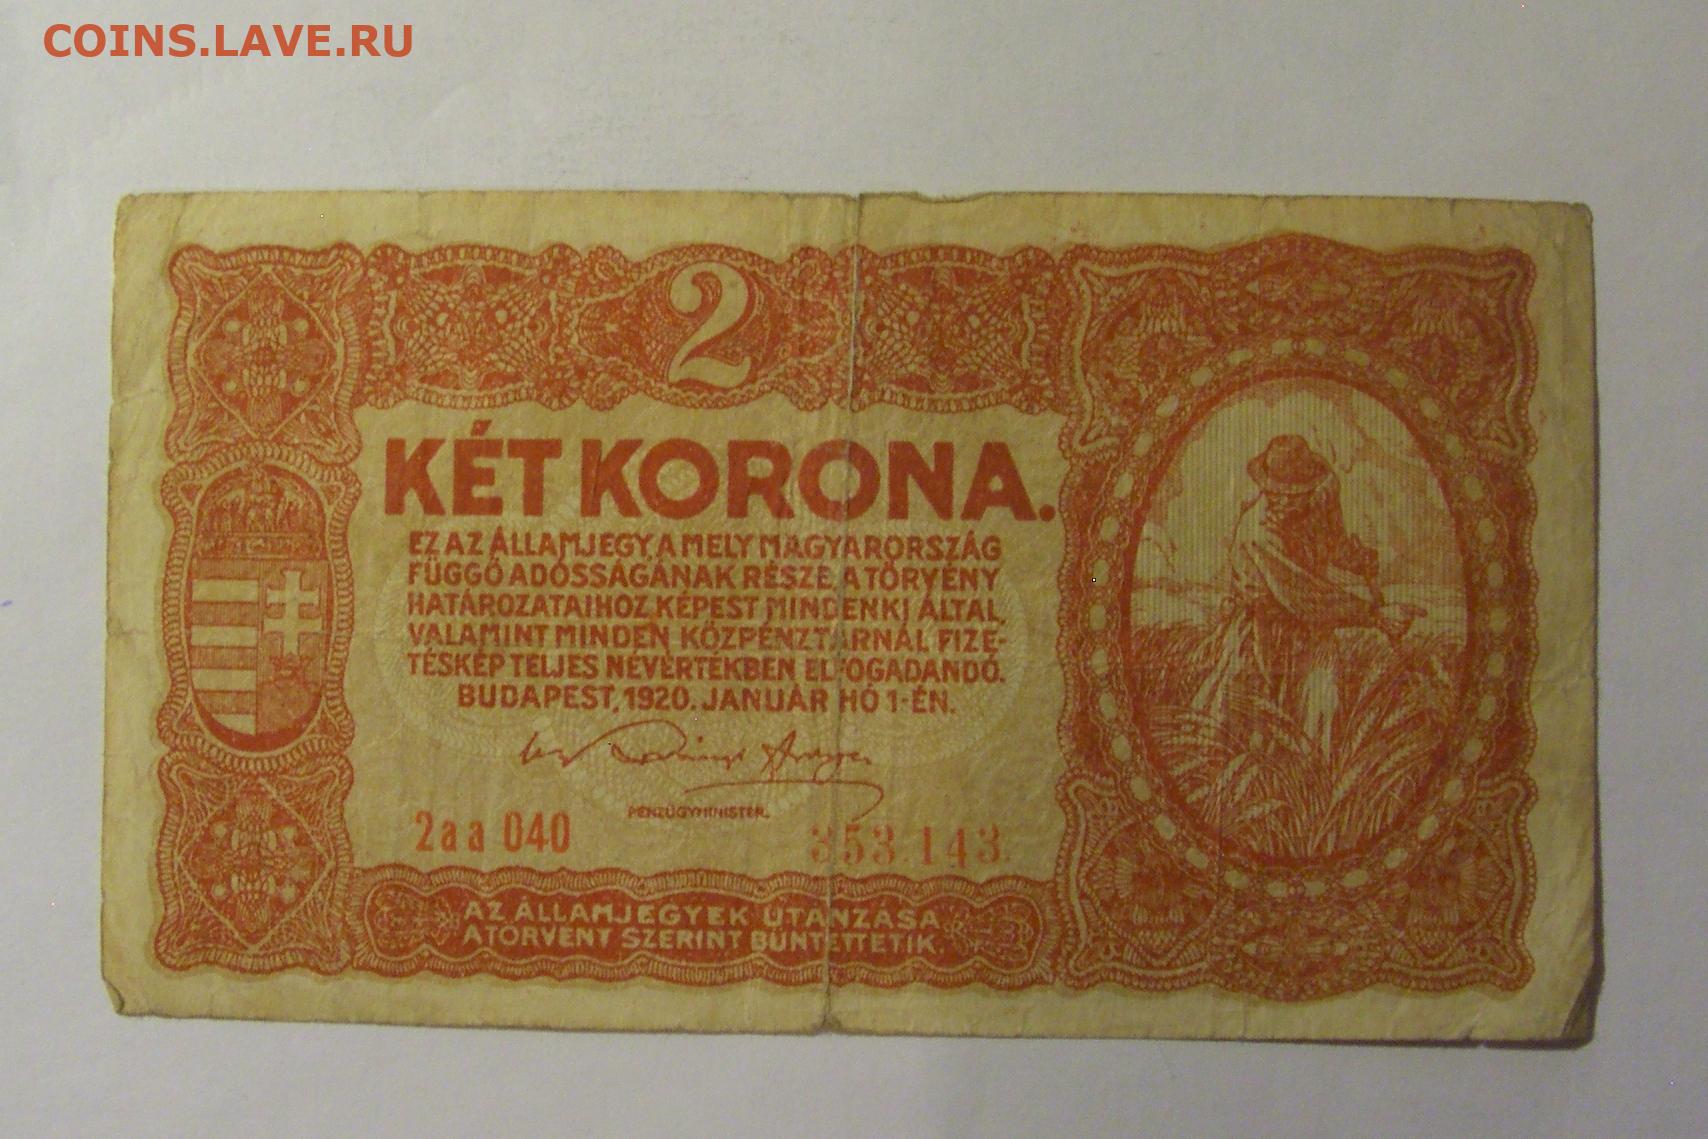 COINS.LAVE.RU
2
KÉT KORONA.
EZ AZ ÁLLAMJEGY, A MELY MAGYARORSZÁG
FÜGGŐ ADÓSSÁGÁNAK RÉSZE A TÖRVÉNY
HATÁROZATAIHOZ KÉPEST MINDENKI ÁLTAL,
VALAMINT MINDEN KÖZPÉNZTÁRNÁL FIZE-
TÉSKÉP TELJES NÉVÉRTÉKBEN ELFOGADANDÓ.
BUDAPEST, 1920. JANUÁR HÓ 1-ÉN.
PÉNZÜGYMINISTER.
2aa 040
353.143.
AZ ÁLLAMJEGYEK UTÁNZÁSA
A TÖRVÉNY SZERINT BÜNTETTETIK.